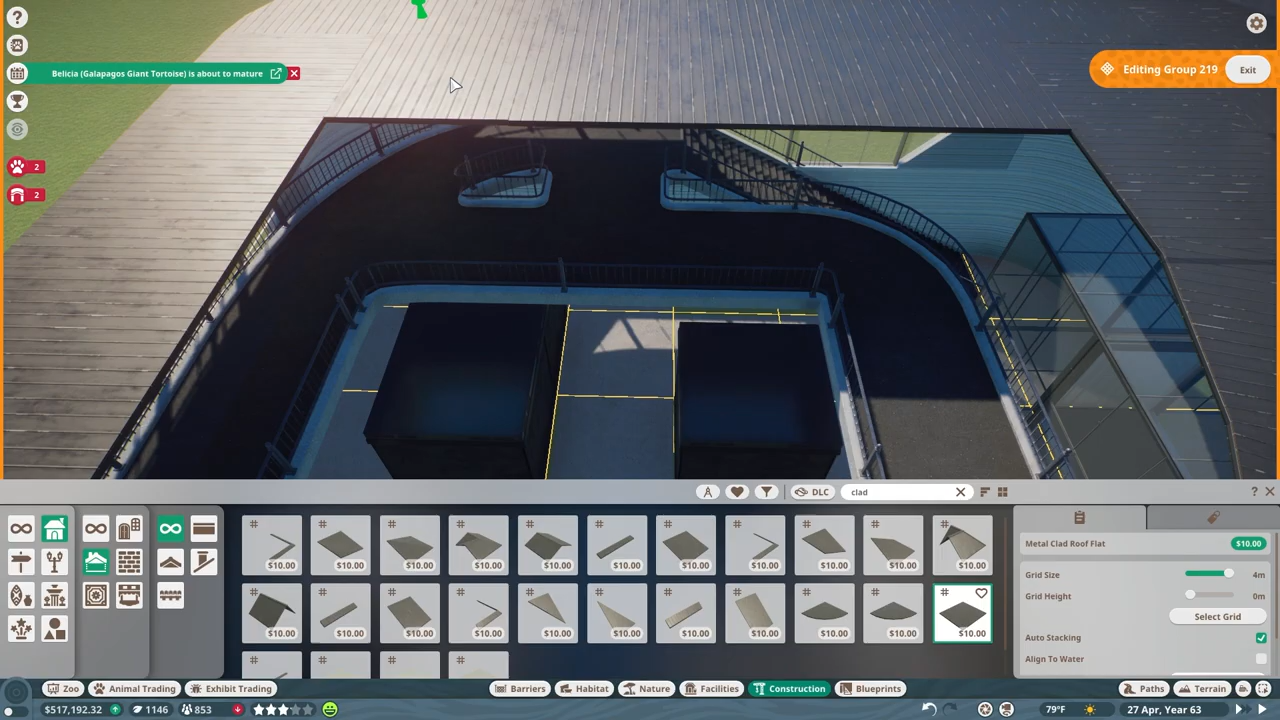 ?
Belicia (Galapagos Giant Tortoise) is about to mature
2
2
Editing Group 219
Exit
DLC
clad
?
$10.00 $10.00 $10.00 $10.00 $10.00 $10.00 $10.00 $10.00 $10.00 $10.00 $10.00
$10.00 $10.00 $10.00 $10.00 $10.00 $10.00 $10.00 $10.00 $10.00 $10.00 $10.00
Metal Clad Roof Flat $10.00
Grid Size 4m
Grid Height 0m
Select Grid
Auto Stacking
Align To Water
Zoo Animal Trading Exhibit Trading Barriers Habitat Nature Facilities Construction Blueprints Paths Terrain
$517,192.32 1146 853 79°F 27 Apr, Year 63